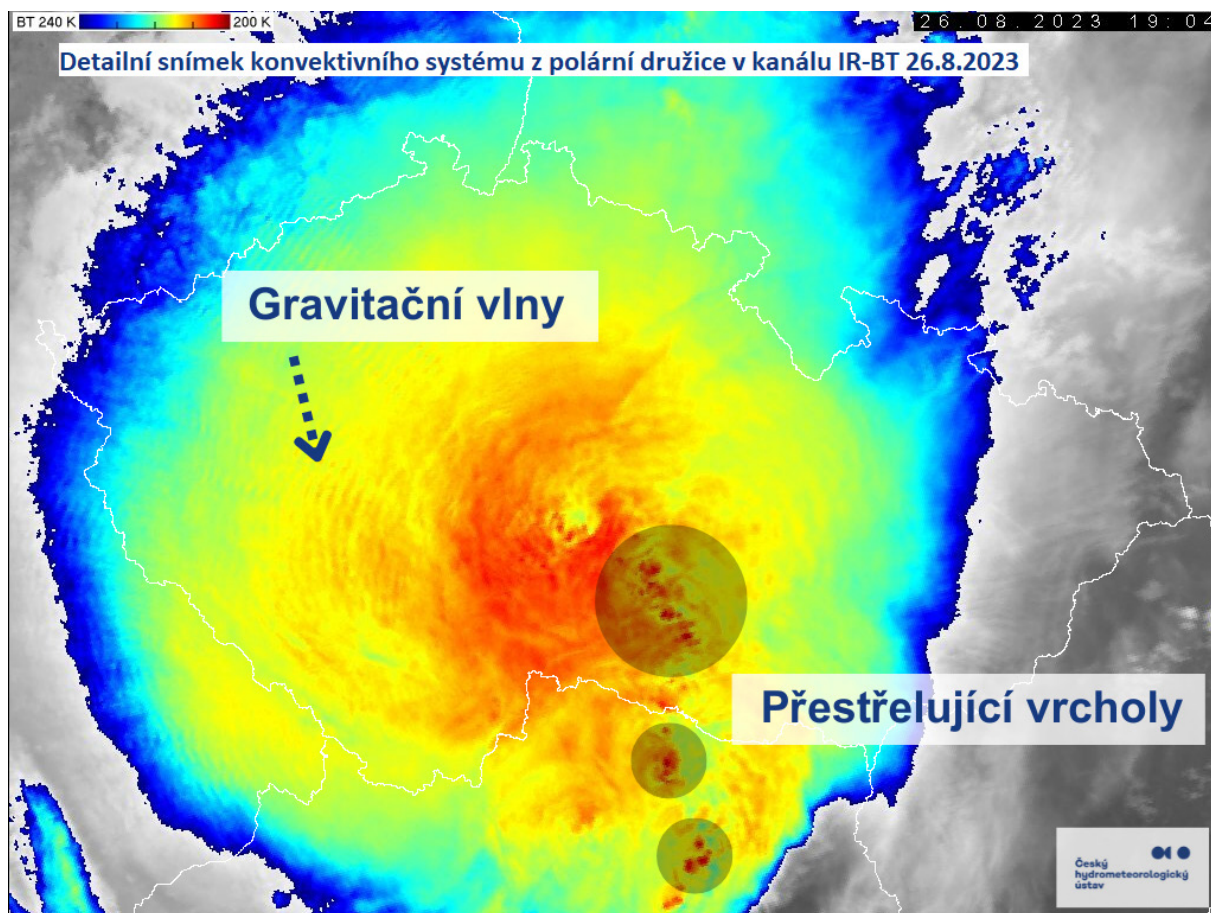 BT 240 K 200 K
26.08.2023 19:04
Detailní snímek konvektivního systému z polární družice v kanálu IR-BT 26.8.2023
Gravitační vlny
Přestřelující vrcholy
Český
hydrometeorologický
ústav